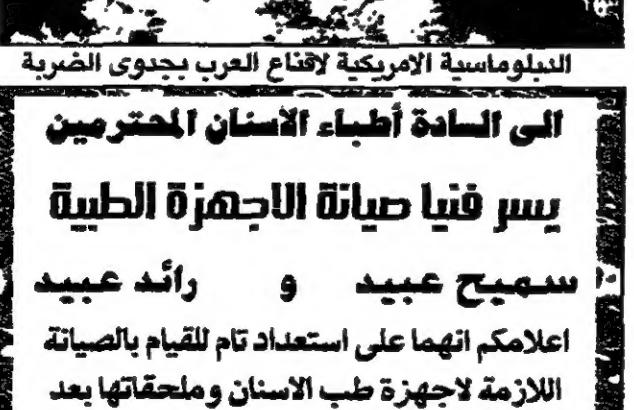 الدبلوماسية الامريكية لاقناع العرب بجدوى الضربة
الى السادة أطباء الأسنان المحترمين
يسر فنيا صيانة الاجهزة الطبية
سميح عبيد و رائد عبيد
اعلامكم انهما على استعداد تام للقيام بالصيانة
اللازمة لاجهزة طب الاسنان وملحقاتها بعد